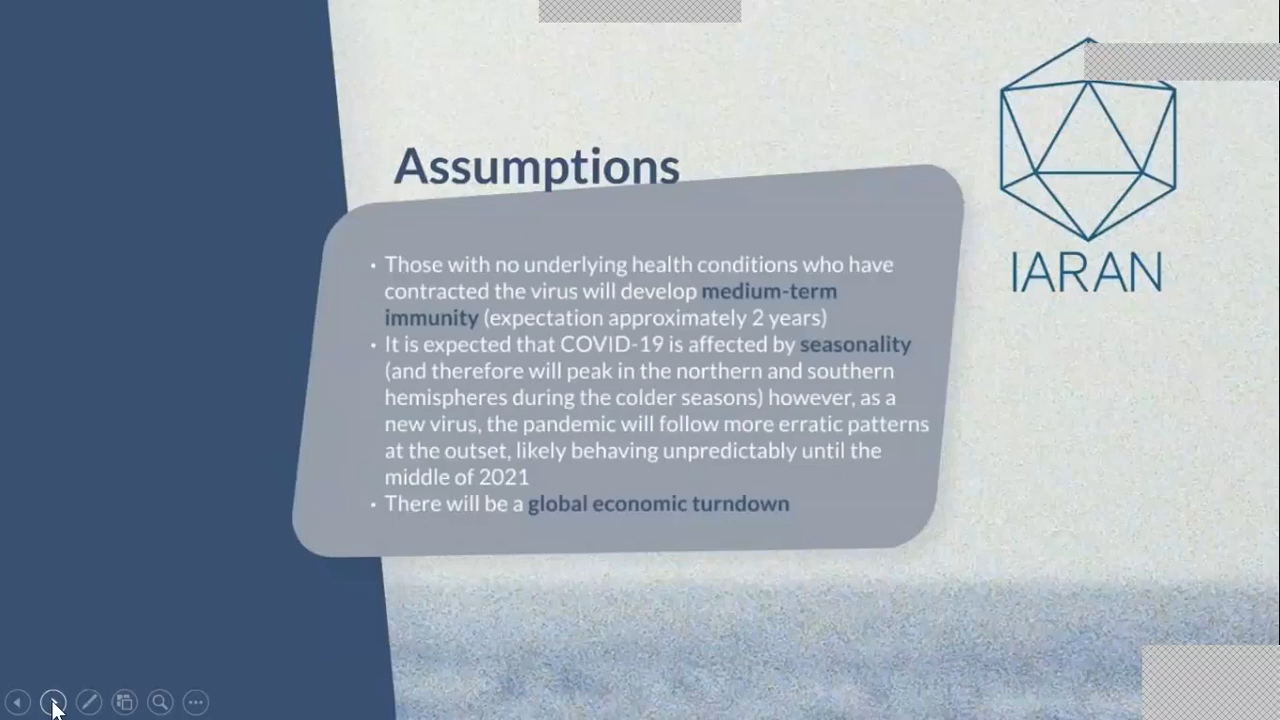 Assumptions
IARAN
• Those with no underlying health conditions who have
contracted the virus will develop medium-term
immunity (expectation approximately 2 years)
• It is expected that COVID-19 is affected by seasonality
(and therefore will peak in the northern and southern
hemispheres during the colder seasons) however, as a
new virus, the pandemic will follow more erratic patterns
at the outset, likely behaving unpredictably until the
middle of 2021
• There will be a global economic turndown